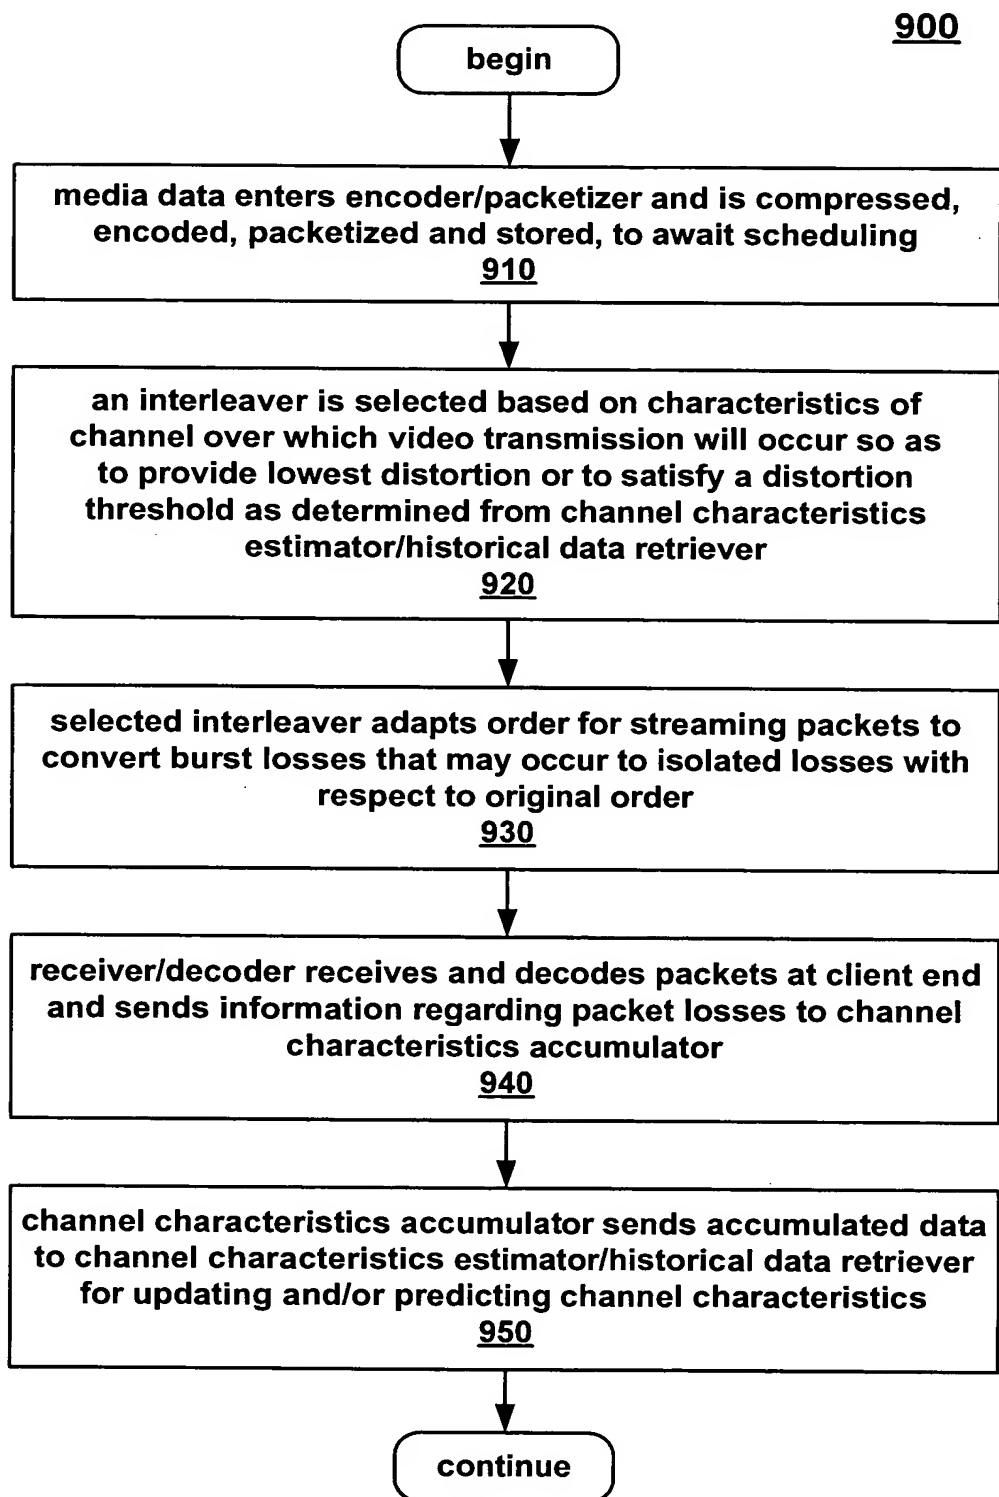 900
begin
media data enters encoder/packetizer and is compressed,
encoded, packetized and stored, to await scheduling
910
an interleaver is selected based on characteristics of
channel over which video transmission will occur so as
to provide lowest distortion or to satisfy a distortion
threshold as determined from channel characteristics
estimator/historical data retriever
920
selected interleaver adapts order for streaming packets to
convert burst losses that may occur to isolated losses with
respect to original order
930
receiver/decoder receives and decodes packets at client end
and sends information regarding packet losses to channel
characteristics accumulator
940
channel characteristics accumulator sends accumulated data
to channel characteristics estimator/historical data retriever
for updating and/or predicting channel characteristics
950
continue